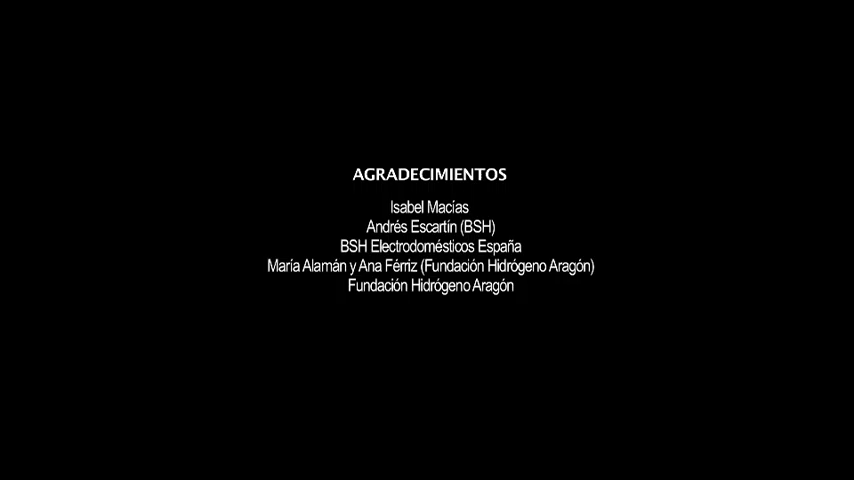 AGRADECIMIENTOS
Isabel Macías
Andrés Escartín (BSH)
BSH Electrodomésticos España
María Alamán y Ana Férriz (Fundación Hidrógeno Aragón)
Fundación Hidrógeno Aragón